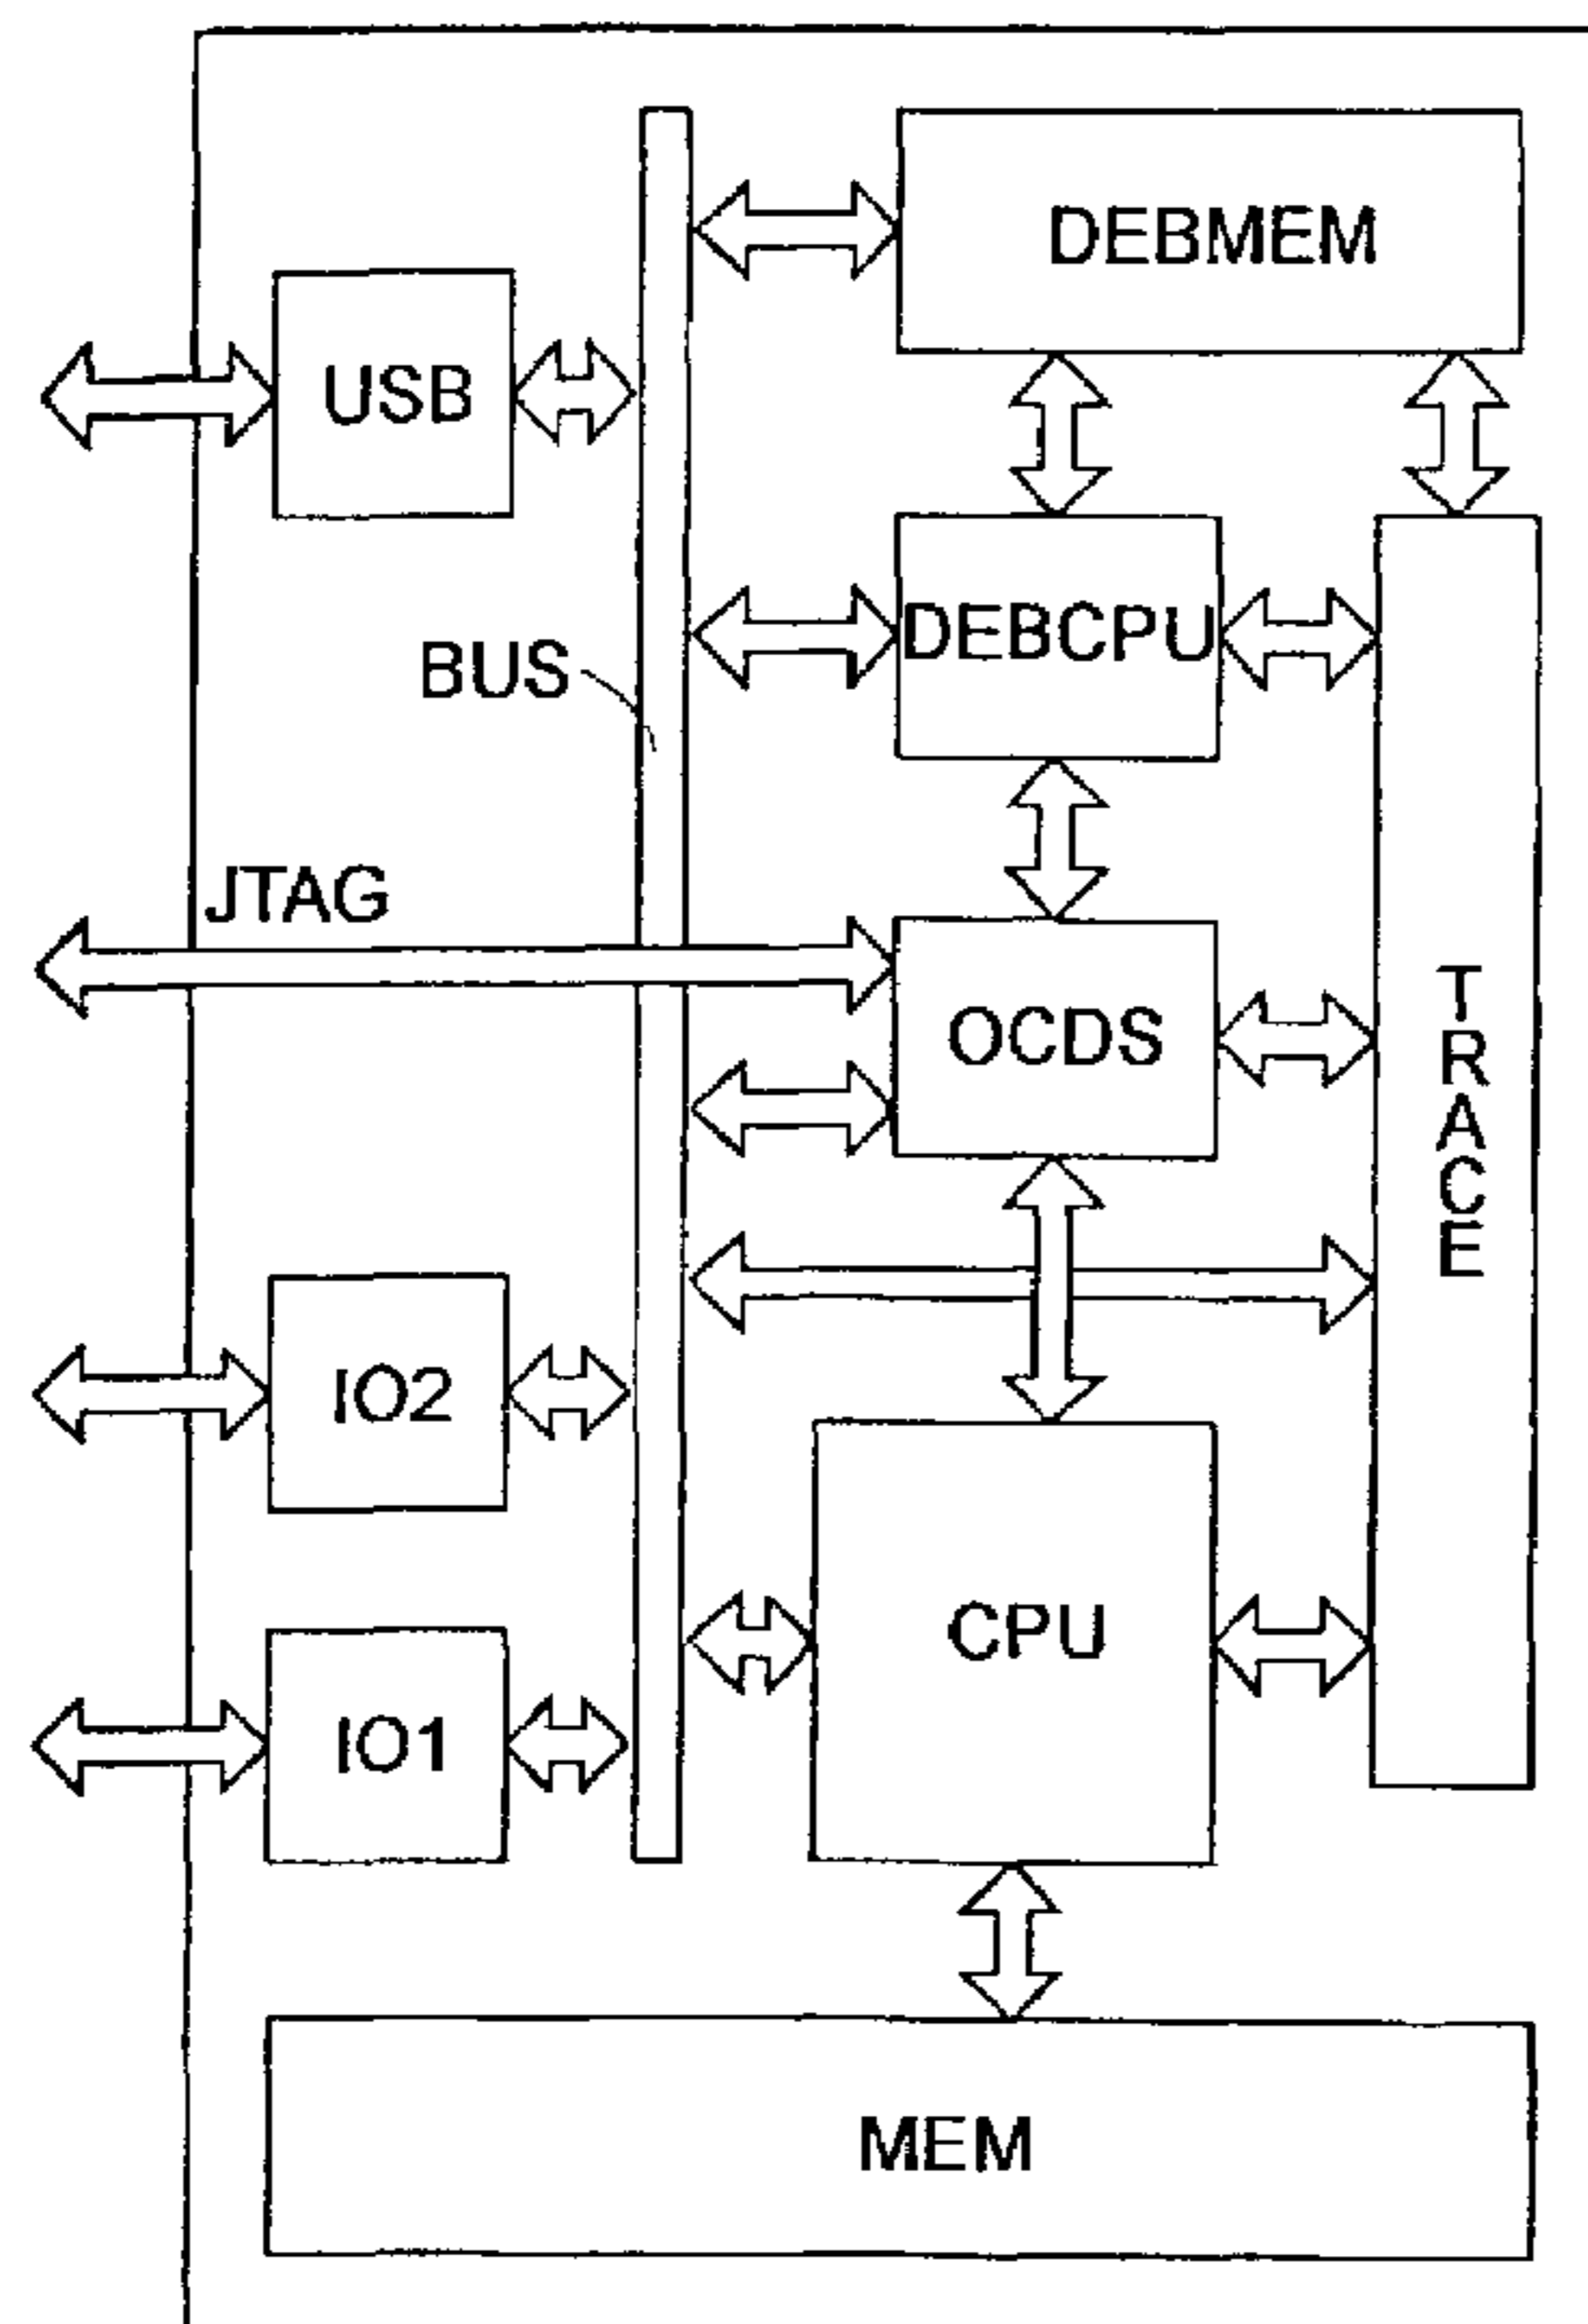 DEBMEM
USB
DEBCPU
BUS
JTAG
OCDS
TRACE
IO2
CPU
IO1
MEM